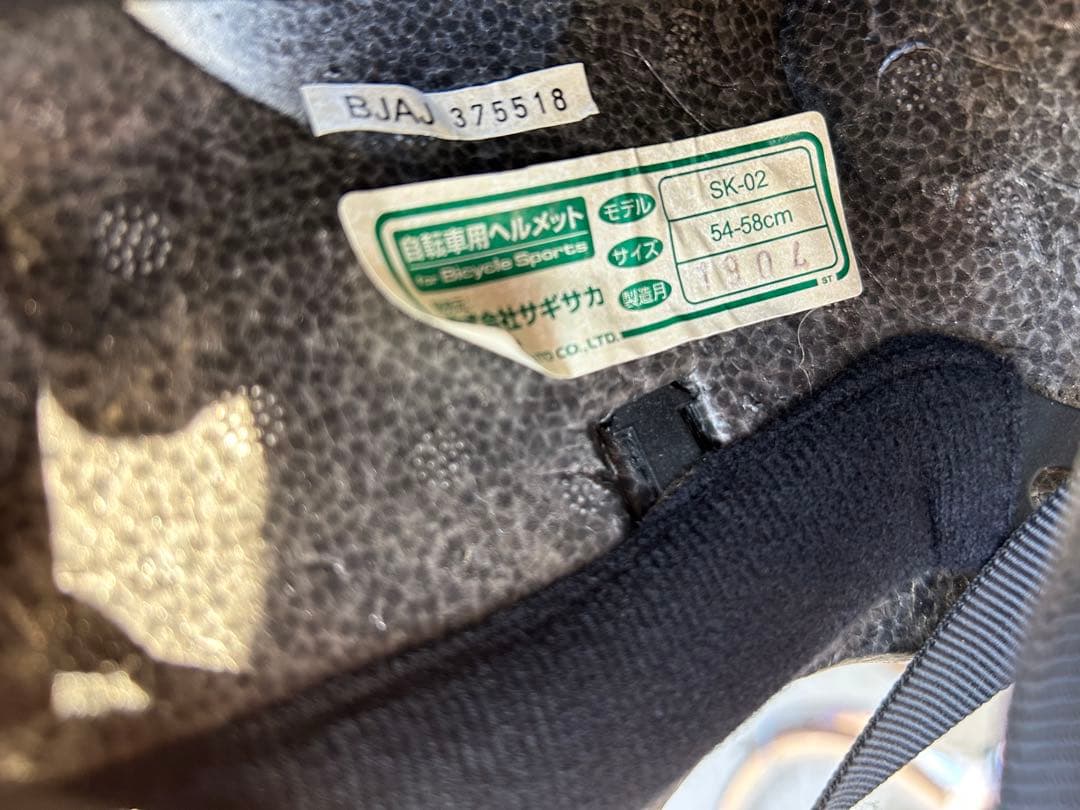 BJAJ 375518
自転車用ヘルメット
for Bicycle Sports
モデル SK-02
サイズ 54-58cm
製造月
会社サギサカ
CO.,LTD.
ST